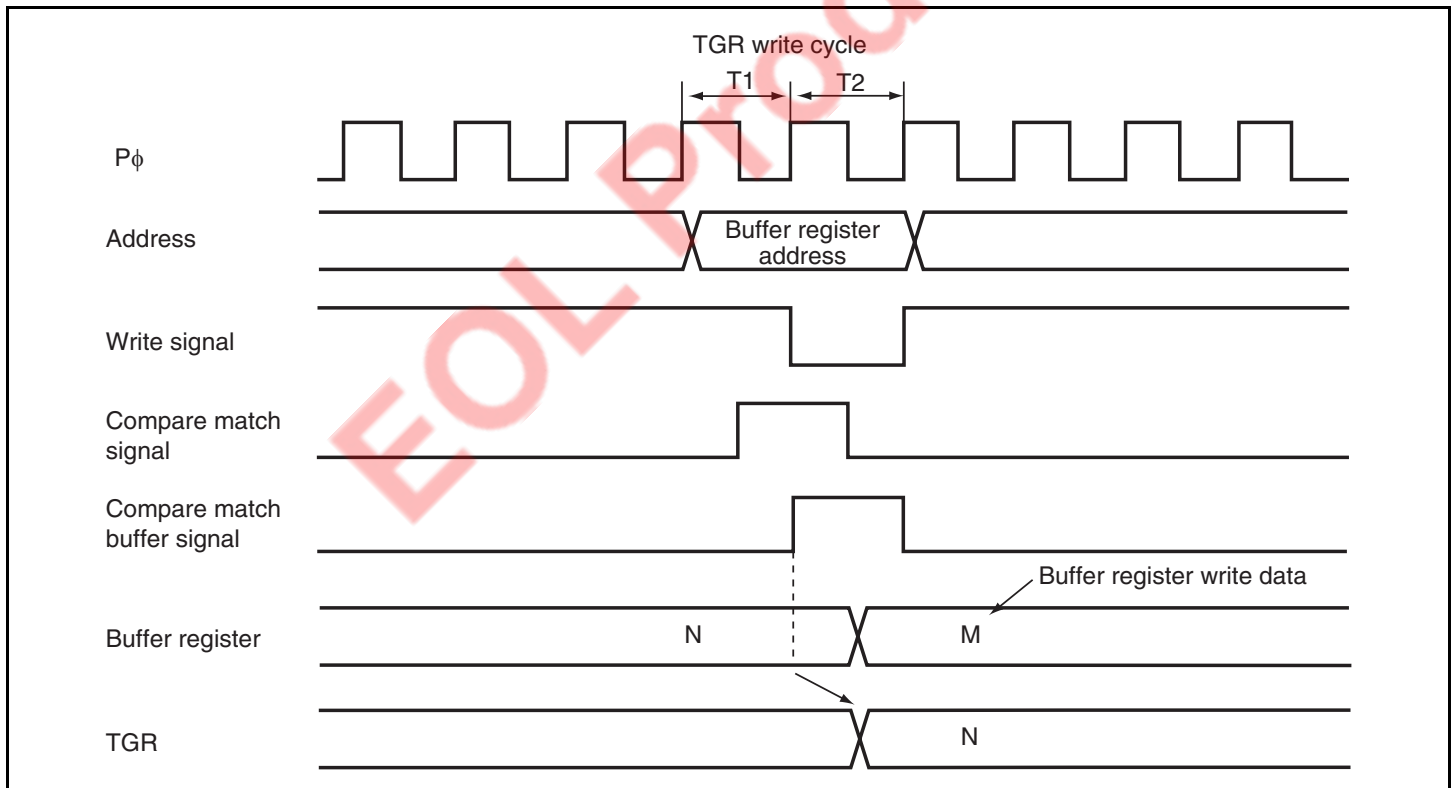 TGR write cycle
T1
T2
Pϕ
Address
Buffer register
address
Write signal
Compare match
signal
Compare match
buffer signal
Buffer register write data
Buffer register
N
M
TGR
N
EOL Prod